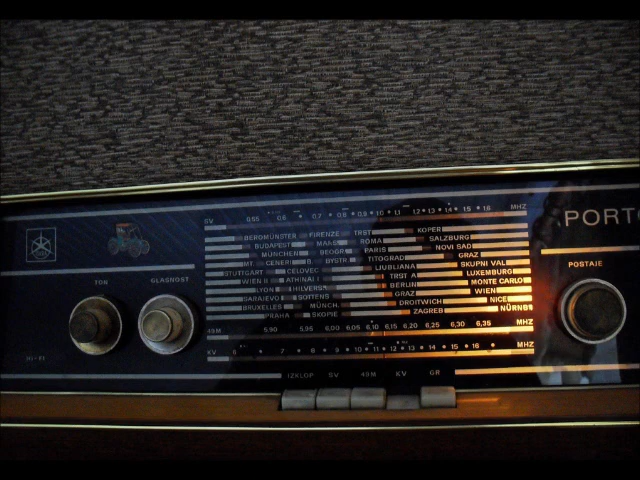 SV 0,55 0,6 0,7 0,8 0,9 1,0 1,1 1,2 1,3 1,4 1,5 1,6 MHZ
PORTO
BEROMÜNSTER FIRENZE TRST KOPER
BUDAPEST ROMA SALZBURG
MÜNCHEN BEOGR. PARIS NOVI SAD
MT. CENERI B. BYSTR TITOGRAD GRAZ
STUTTGART CELOVEC LJUBLJANA SKUPNI VAL
WIEN II ATHINAI I TRST A LUXEMBURG
LYON HILVERS BERLIN MONTE CARLO
SARAJEVO SOTTENS GRAZ WIEN
BRUXELLES MÜNCH. DROITWICH NICE
PRAHA SKOPJE ZAGREB NÜRNB
TON GLASNOST
POSTAJE
49M 5,90 5,95 6,00 6,05 6,10 6,15 6,20 6,25 6,30 6,35 MHZ
KV 6 7 8 9 10 11 12 13 14 15 16 MHZ
HI-FI
IZKLOP SV 49M KV GR